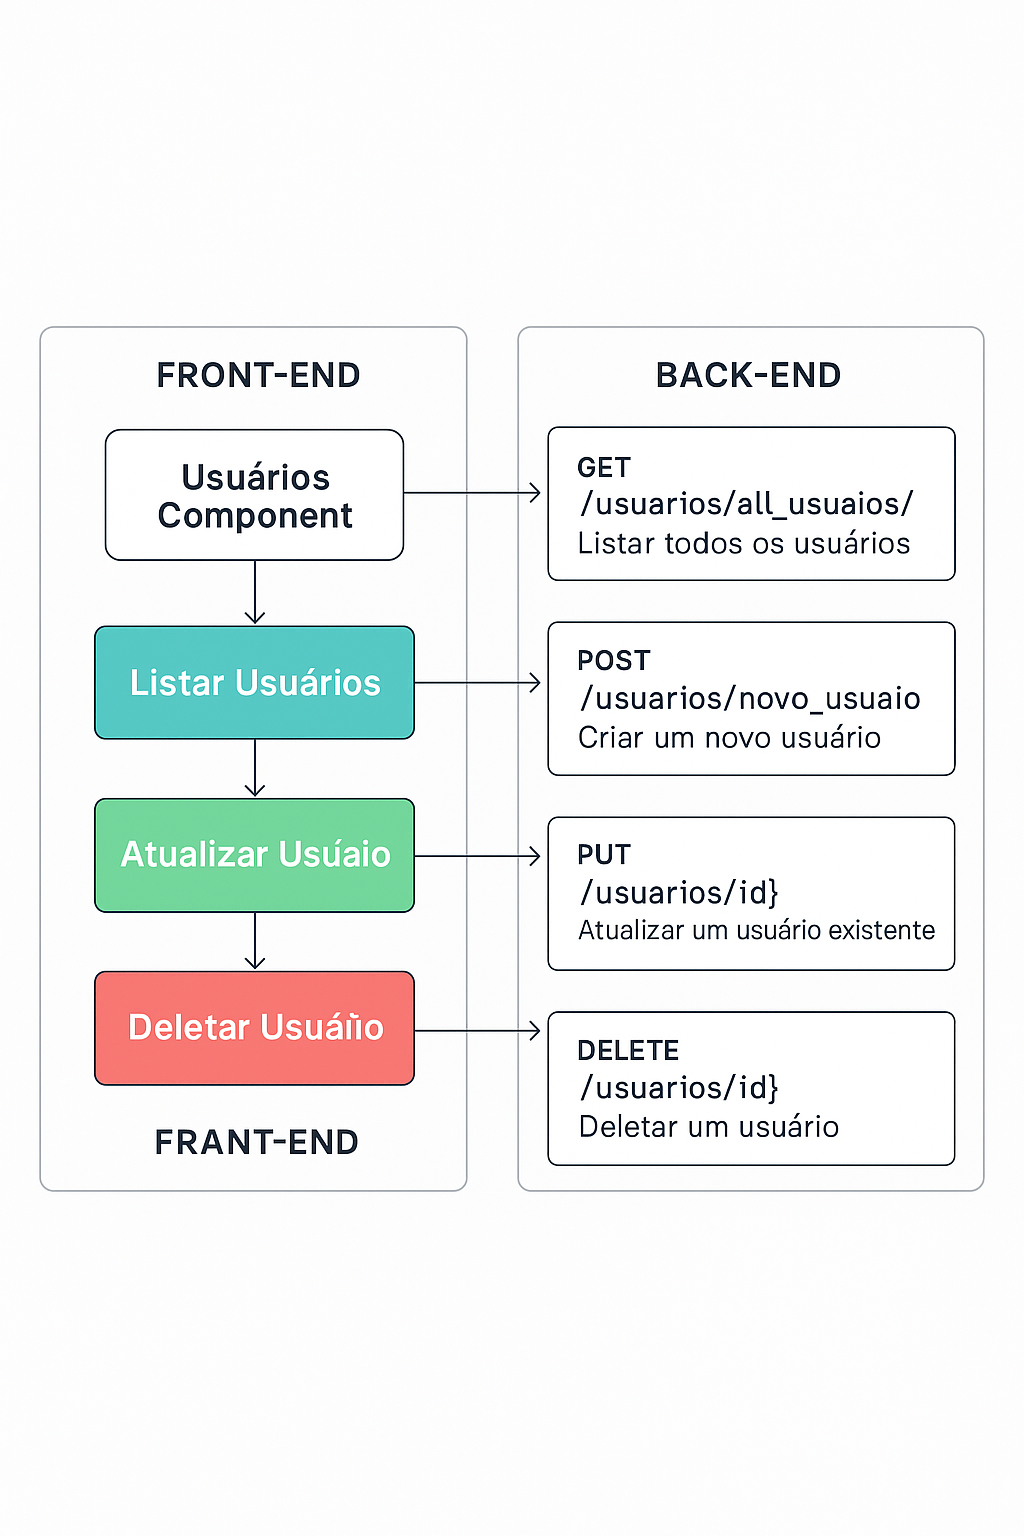 FRONT-END
Usuários
Component
Listar Usuários
Atualizar Usúaio
Deletar Usuáîio
FRANT-END
BACK-END
GET
/usuarios/all_usuaios/
Listar todos os usuários
POST
/usuarios/novo_usuaio
Criar um novo usuário
PUT
/usuarios/id}
Atualizar um usuário existente
DELETE
/usuarios/id}
Deletar um usuário